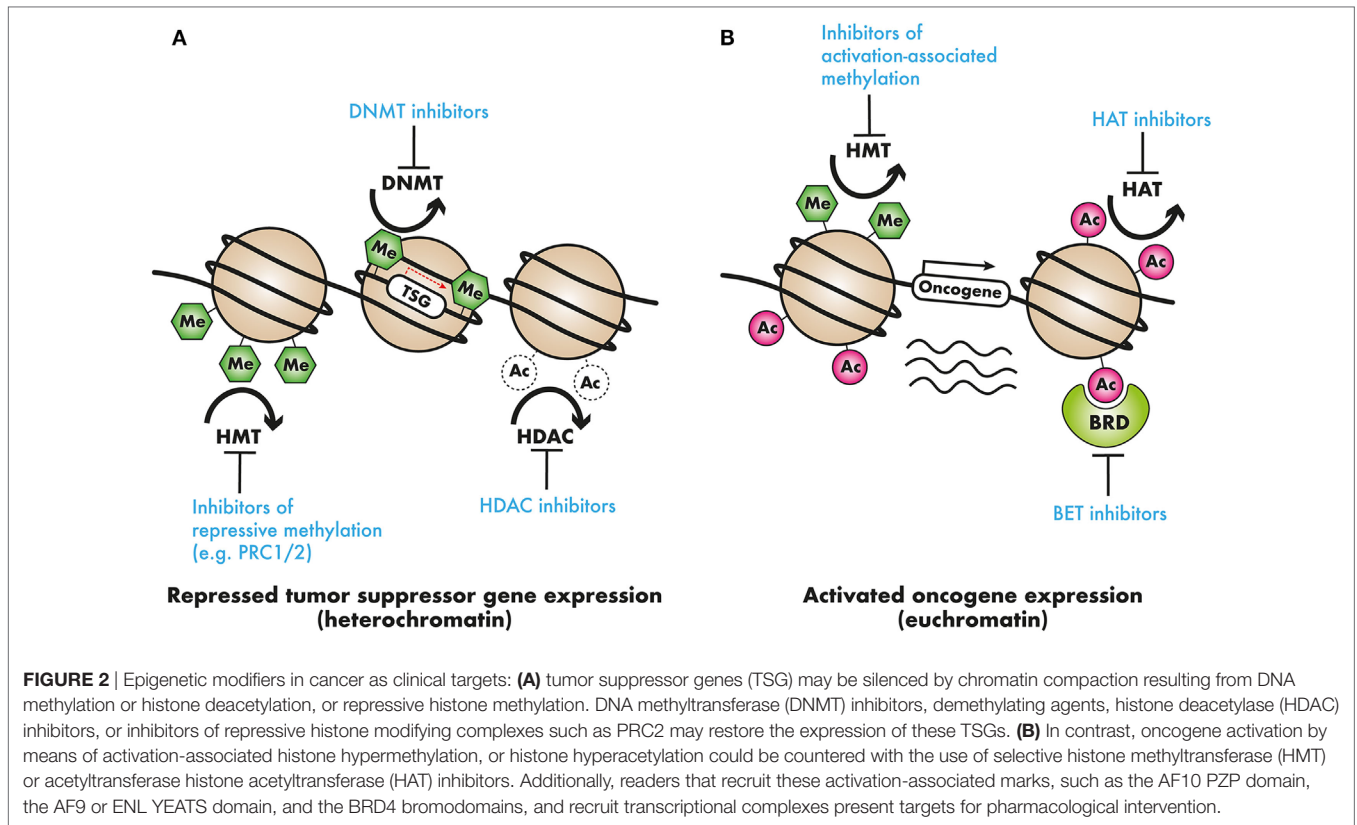 A
DNMT inhibitors
DNMT
Me
TSG
Me
Me
Me
Me
Ac
Ac
HMT
HDAC
Inhibitors of
repressive methylation
(e.g. PRC1/2)
HDAC inhibitors
Repressed tumor suppressor gene expression
(heterochromatin)
B
Inhibitors of
activation-associated
methylation
HAT inhibitors
HMT
HAT
Me
Me
Ac
Ac
Oncogene
Ac
Ac
Ac
BRD
BET inhibitors
Activated oncogene expression
(euchromatin)
FIGURE 2 | Epigenetic modifiers in cancer as clinical targets: (A) tumor suppressor genes (TSG) may be silenced by chromatin compaction resulting from DNA
methylation or histone deacetylation, or repressive histone methylation. DNA methyltransferase (DNMT) inhibitors, demethylating agents, histone deacetylase (HDAC)
inhibitors, or inhibitors of repressive histone modifying complexes such as PRC2 may restore the expression of these TSGs. (B) In contrast, oncogene activation by
means of activation-associated histone hypermethylation, or histone hyperacetylation could be countered with the use of selective histone methyltransferase (HMT)
or acetyltransferase histone acetyltransferase (HAT) inhibitors. Additionally, readers that recruit these activation-associated marks, such as the AF10 PZP domain,
the AF9 or ENL YEATS domain, and the BRD4 bromodomains, and recruit transcriptional complexes present targets for pharmacological intervention.